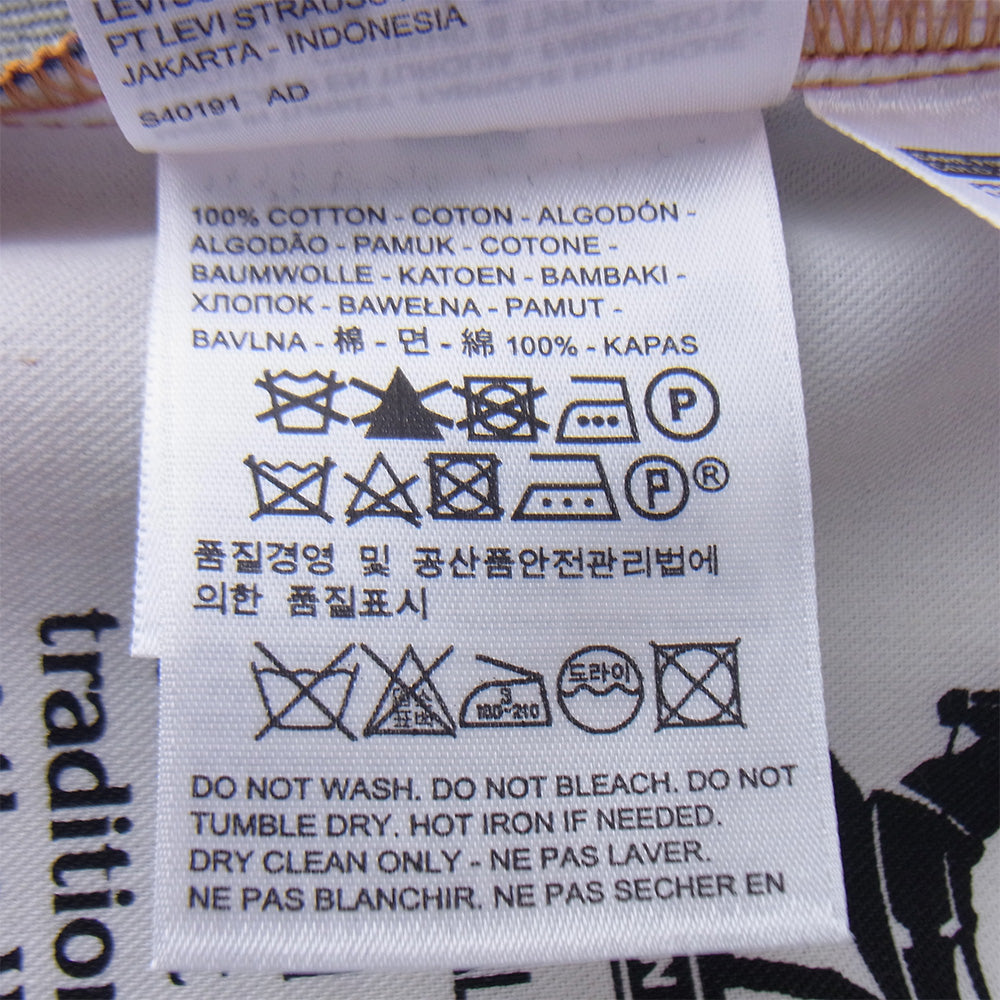 PT LEVI STRAUSS
JAKARTA - INDONESIA
S40191 AD
100% COTTON - COTON - ALGODÓN -
ALGODÃO - PAMUK - COTONE -
BAUMWOLLE - KATOEN - BAMBAKI -
ХЛОПОК - BAWEŁNA - PAMUT -
BAVLNA - 棉 - 면 - 綿 100% - KAPAS
P
P ®
품질경영 및 공산품안전관리법에
의한 품질표시
드라이
3
180~210
DO NOT WASH. DO NOT BLEACH. DO NOT
TUMBLE DRY. HOT IRON IF NEEDED.
DRY CLEAN ONLY - NE PAS LAVER.
NE PAS BLANCHIR. NE PAS SECHER EN